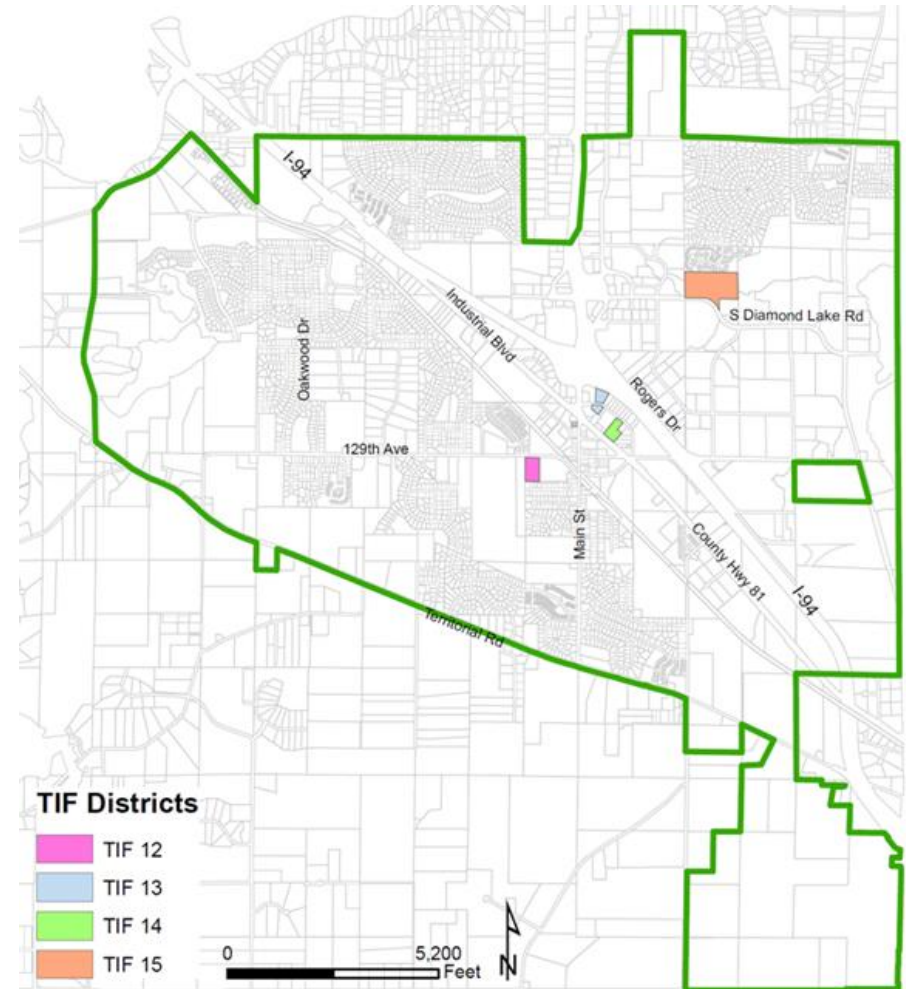 I-94
Industrial Blvd
S Diamond Lake Rd
Oakwood Dr
Rogers Dr
129th Ave
Main St
County Hwy 81
I-94
Territorial Rd
TIF Districts
TIF 12
TIF 13
TIF 14
TIF 15
0 5,200
Feet
N